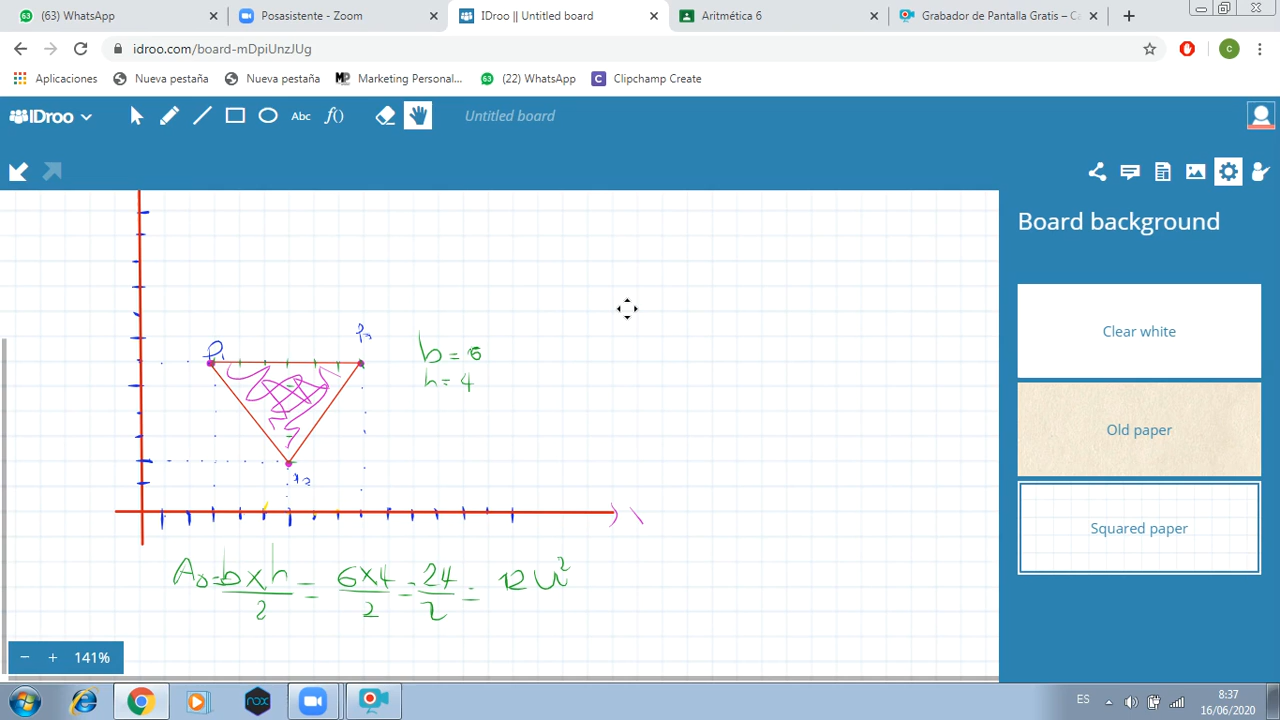 (63) WhatsApp
Posasistente - Zoom
IDroo || Untitled board
Aritmética 6
Grabador de Pantalla Gratis – Ca
idroo.com/board-mDpiUnzJUg
C
Aplicaciones
Nueva pestaña
Nueva pestaña
Marketing Personal...
(22) WhatsApp
Clipchamp Create
IDroo
Abc
f()
Untitled board
Board background
Clear white
Old paper
Squared paper
P1
b = 6
h = 4
A△ = b x h / 2 = 6 x 4 / 2 = 24 / 2 = 12 u²
− + 141%
nox
ES
8:37
16/06/2020